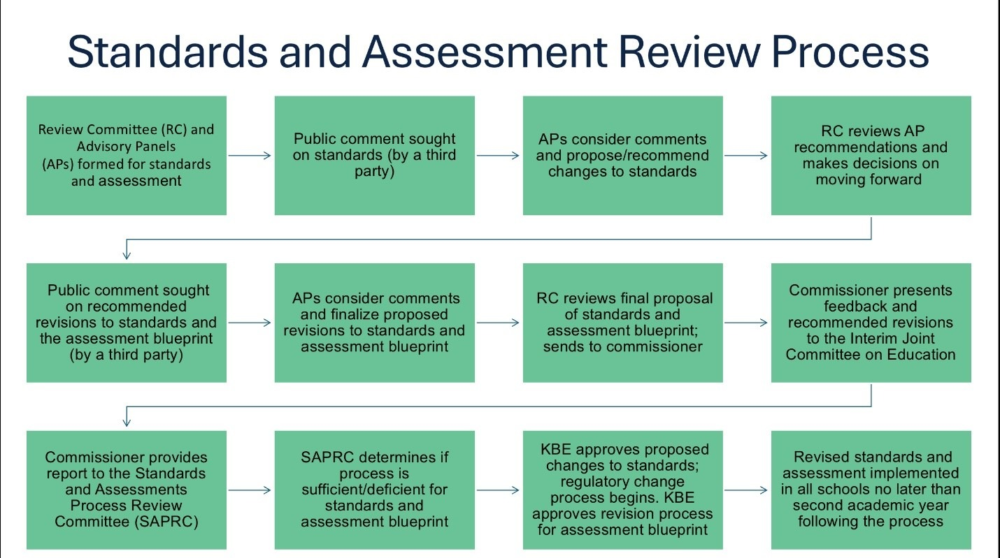 Standards and Assessment Review Process
Review Committee (RC) and
Advisory Panels
(APs) formed for standards
and assessment
Public comment sought
on standards (by a third
party)
APs consider comments
and propose/recommend
changes to standards
RC reviews AP
recommendations and
makes decisions on
moving forward
Public comment sought
on recommended
revisions to standards and
the assessment blueprint
(by a third party)
APs consider comments
and finalize proposed
revisions to standards and
assessment blueprint
RC reviews final proposal
of standards and
assessment blueprint;
sends to commissioner
Commissioner presents
feedback and
recommended revisions
to the Interim Joint
Committee on Education
Commissioner provides
report to the Standards
and Assessments
Process Review
Committee (SAPRC)
SAPRC determines if
process is
sufficient/deficient for
standards and
assessment blueprint
KBE approves proposed
changes to standards;
regulatory change
process begins. KBE
approves revision process
for assessment blueprint
Revised standards and
assessment implemented
in all schools no later than
second academic year
following the process